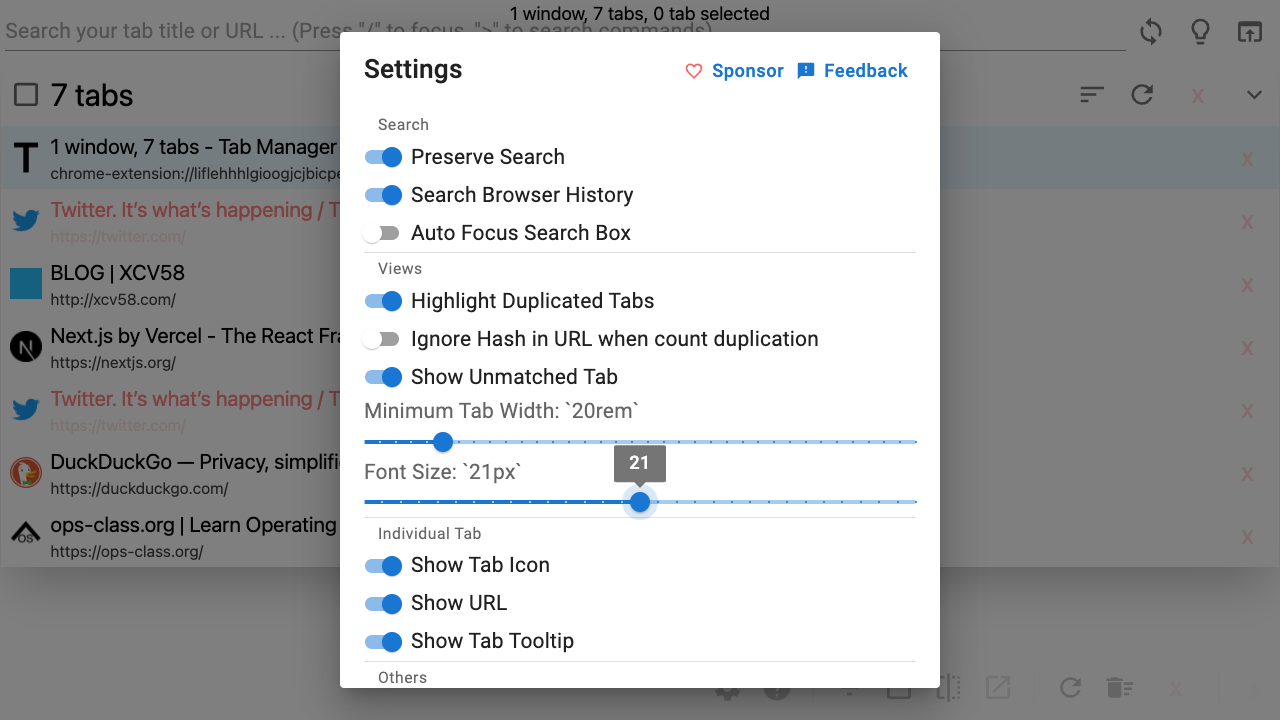 1 window, 7 tabs, 0 tab selected
Search your tab title or URL ... (Press "/" to focus, ">" to search commands)
Settings
Sponsor
Feedback
7 tabs
x
Search
1 window, 7 tabs - Tab Manager
Preserve Search
x
chrome-extension://liflehhhlgioogjcjbicpe
Search Browser History
Twitter. It's what's happening / T
x
https://twitter.com/
Auto Focus Search Box
Views
BLOG | XCV58
x
http://xcv58.com/
Highlight Duplicated Tabs
Next.js by Vercel - The React Fra
Ignore Hash in URL when count duplication
x
https://nextjs.org/
Show Unmatched Tab
Twitter. It's what's happening / T
Minimum Tab Width: `20rem`
x
https://twitter.com/
DuckDuckGo — Privacy, simplifi
21
Font Size: `21px`
x
https://duckduckgo.com/
ops-class.org | Learn Operating
Individual Tab
OS
x
https://ops-class.org/
Show Tab Icon
Show URL
Show Tab Tooltip
Others
x